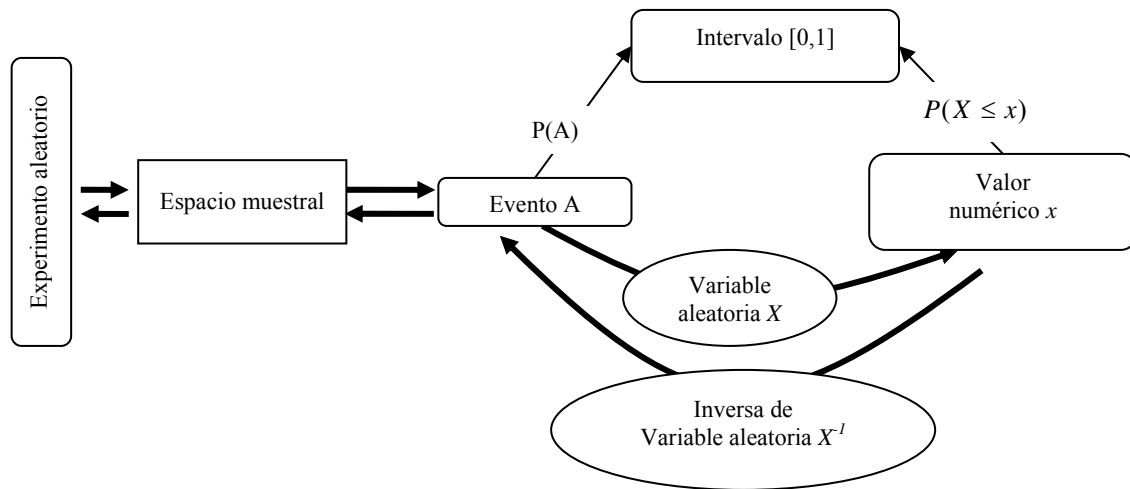 Experimento aleatorio
Espacio muestral
Evento A
P(A)
Intervalo [0,1]
P(X ≤ x)
Valor
numérico x
Variable
aleatoria X
Inversa de
Variable aleatoria X⁻¹